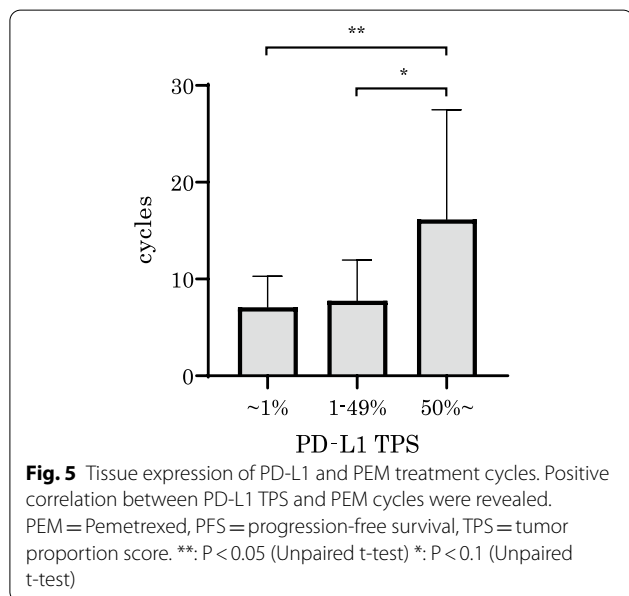 **
*
30
20
10
0
cycles
~1% 1-49% 50%~
PD-L1 TPS
Fig. 5 Tissue expression of PD-L1 and PEM treatment cycles. Positive
correlation between PD-L1 TPS and PEM cycles were revealed.
PEM = Pemetrexed, PFS = progression-free survival, TPS = tumor
proportion score. **: P < 0.05 (Unpaired t-test) *: P < 0.1 (Unpaired
t-test)